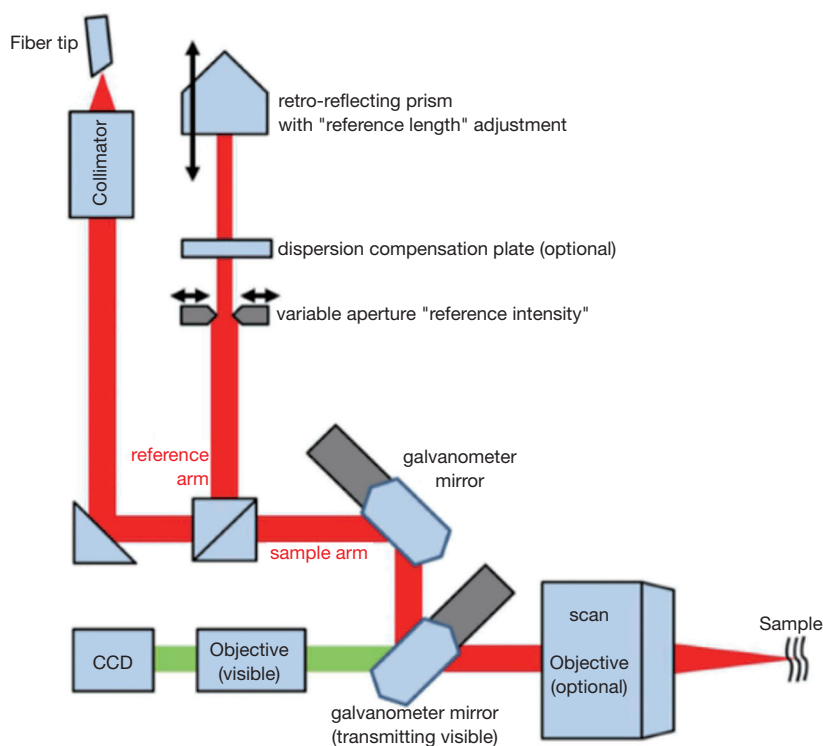 Fiber tip
Collimator
retro-reflecting prism
with "reference length" adjustment
dispersion compensation plate (optional)
variable aperture "reference intensity"
reference
arm
galvanometer
mirror
sample arm
CCD
Objective
(visible)
galvanometer mirror
(transmitting visible)
scan
Objective
(optional)
Sample